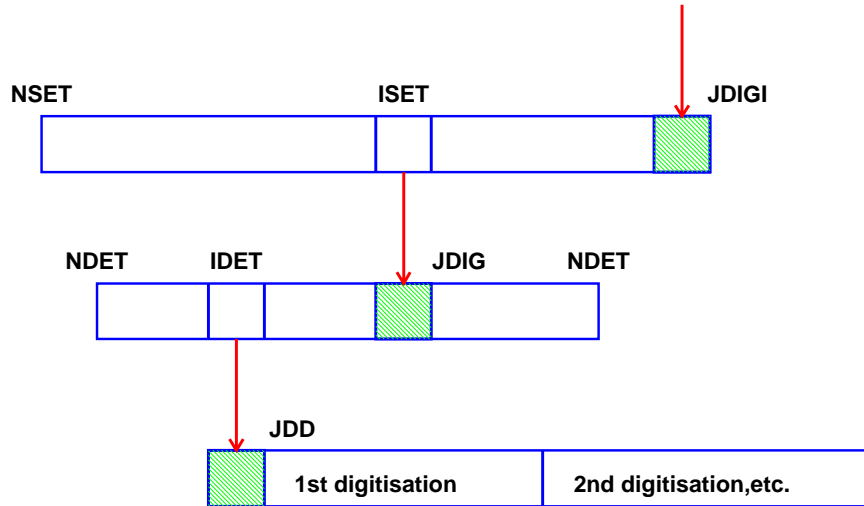 NSET ISET JDIGI
NDET IDET JDIG NDET
JDD
1st digitisation 2nd digitisation,etc.